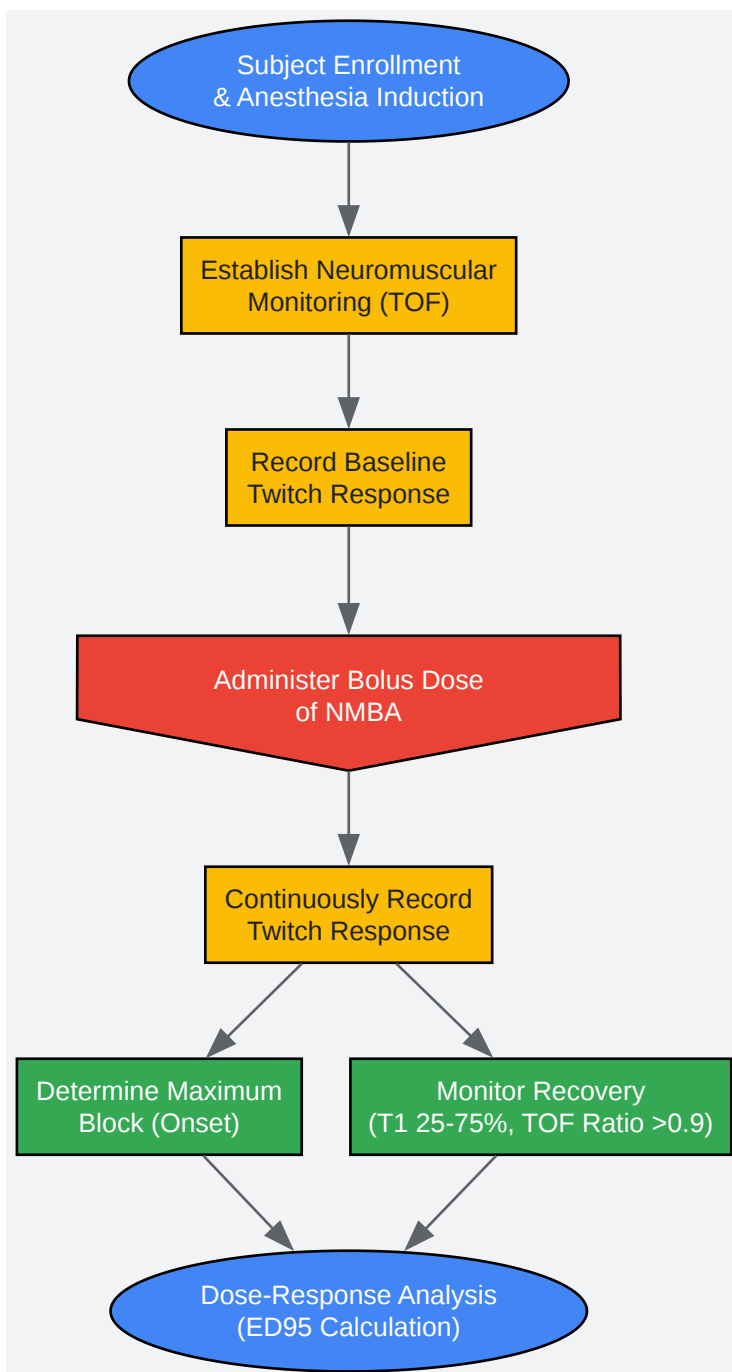 Subject Enrollment
& Anesthesia Induction
Establish Neuromuscular
Monitoring (TOF)
Record Baseline
Twitch Response
Administer Bolus Dose
of NMBA
Continuously Record
Twitch Response
Determine Maximum
Block (Onset)
Monitor Recovery
(T1 25-75%, TOF Ratio >0.9)
Dose-Response Analysis
(ED95 Calculation)